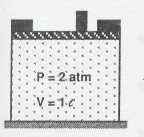 P = 2 atm
V = 1 ℓ